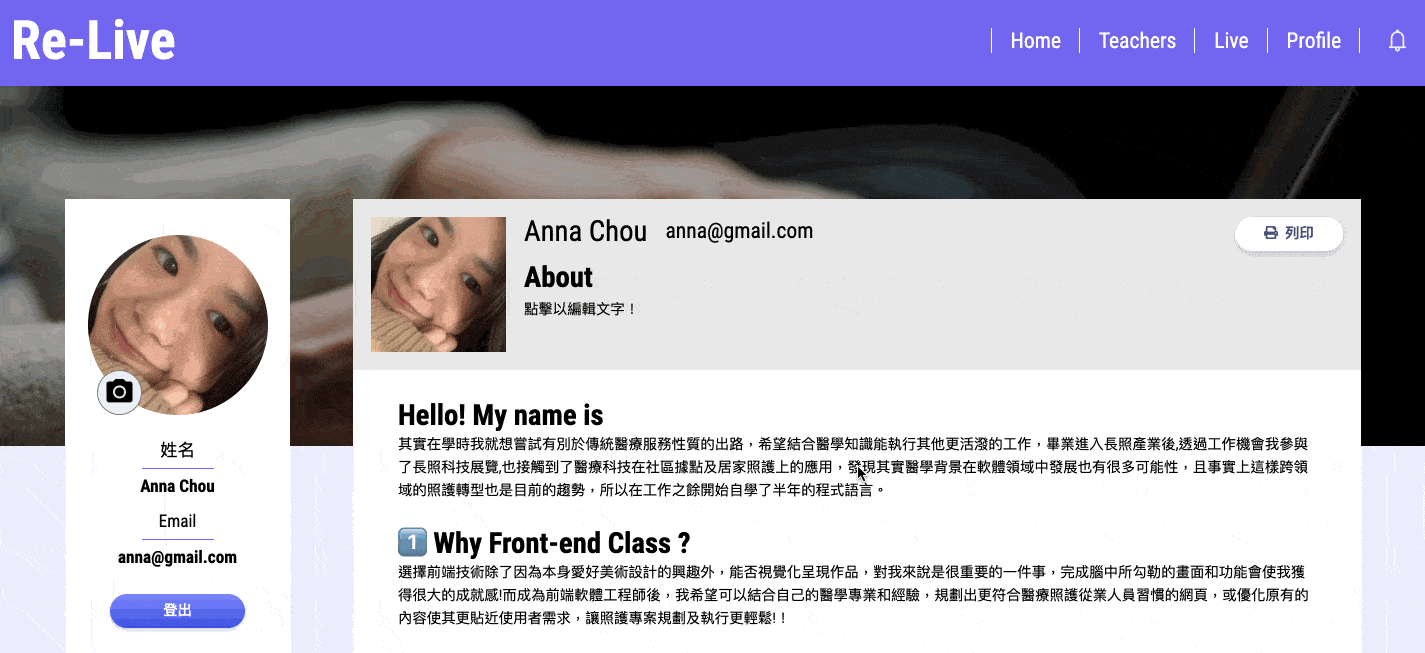 Re-Live
Home
Teachers
Live
Profile
姓名
Anna Chou
Email
anna@gmail.com
登出
Anna Chou anna@gmail.com
列印
About
點擊以編輯文字！
Hello! My name is
其實在學時我就想嘗試有別於傳統醫療服務性質的出路，希望結合醫學知識能執行其他更活潑的工作，畢業進入長照產業後,透過工作機會我參與
了長照科技展覽,也接觸到了醫療科技在社區據點及居家照護上的應用，發現其實醫學背景在軟體領域中發展也有很多可能性，且事實上這樣跨領
域的照護轉型也是目前的趨勢，所以在工作之餘開始自學了半年的程式語言。
1️⃣ Why Front-end Class ?
選擇前端技術除了因為本身愛好美術設計的興趣外，能否視覺化呈現作品，對我來說是很重要的一件事，完成腦中所勾勒的畫面和功能會使我獲
得很大的成就感!而成為前端軟體工程師後，我希望可以結合自己的醫學專業和經驗，規劃出更符合醫療照護從業人員習慣的網頁，或優化原有的
內容使其更貼近使用者需求，讓照護專案規劃及執行更輕鬆!！